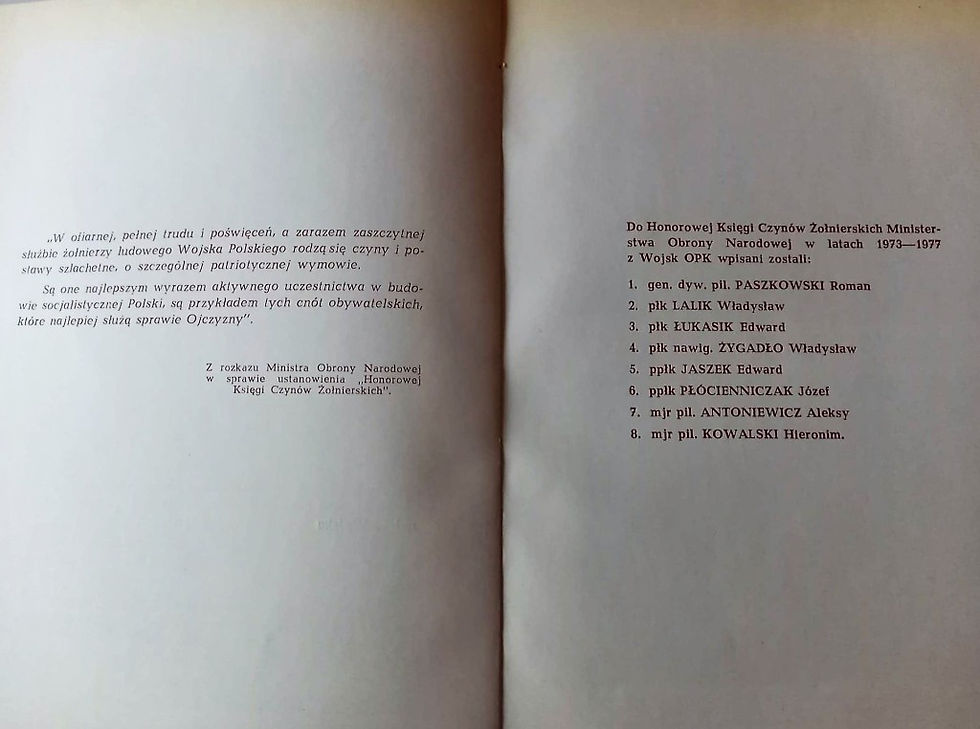 „W ofiarnej, pełnej trudu i poświęceń, a zarazem zaszczytnej
służbie żołnierzy ludowego Wojska Polskiego rodzą się czyny i po-
stawy szlachetne, o szczególnej patriotycznej wymowie.
Są one najlepszym wyrazem aktywnego uczestnictwa w budo-
wie socjalistycznej Polski, są przykładem tych cnót obywatelskich,
które najlepiej służą sprawie Ojczyzny”.
Z rozkazu Ministra Obrony Narodowej
w sprawie ustanowienia „Honorowej
Księgi Czynów Żołnierskich”.
Do Honorowej Księgi Czynów Żołnierskich Minister-
stwa Obrony Narodowej w latach 1973—1977
z Wojsk OPK wpisani zostali:
1. gen. dyw. pil. PASZKOWSKI Roman
2. płk LALIK Władysław
3. płk ŁUKASIK Edward
4. płk nawig. ŻYGADŁO Władysław
5. ppłk JASZEK Edward
6. ppłk PŁÓCIENNICZAK Józef
7. mjr pil. ANTONIEWICZ Aleksy
8. mjr pil. KOWALSKI Hieronim.